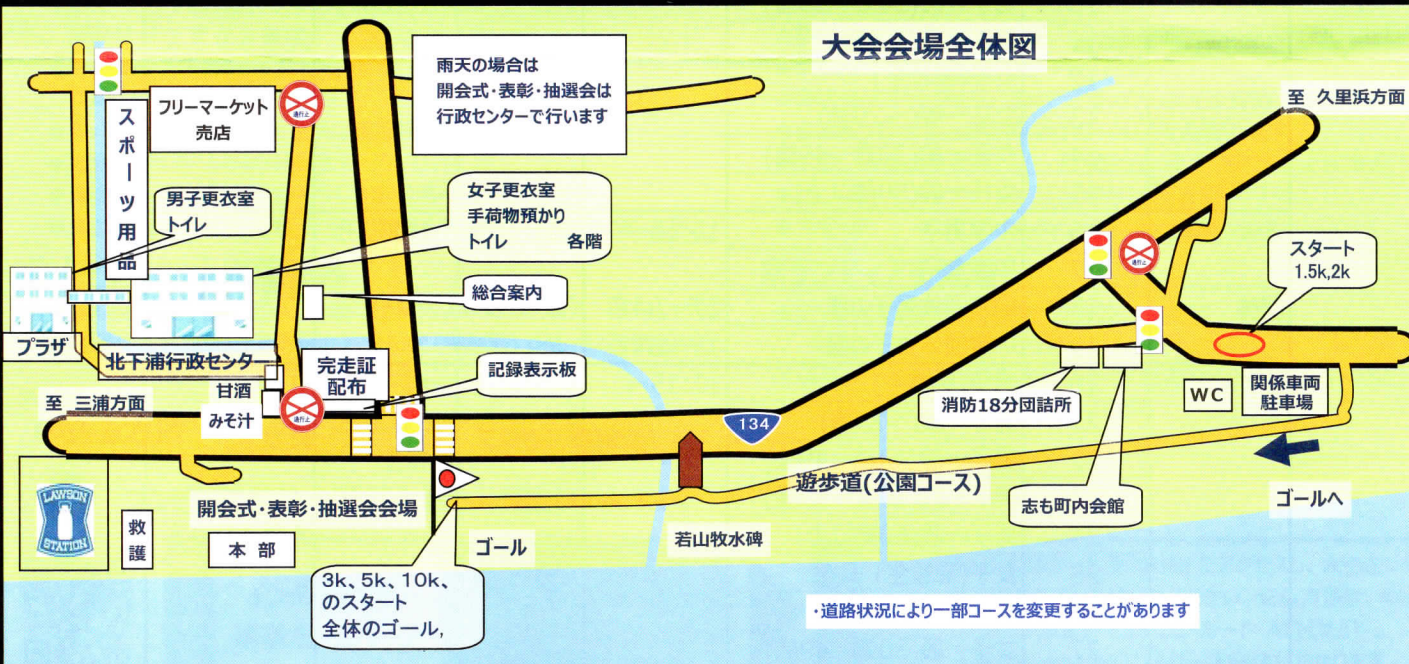 大会会場全体図
雨天の場合は
開会式・表彰・抽選会は
行政センターで行います
至 久里浜方面
フリーマーケット
売店
スポーツ用品
男子更衣室
トイレ
女子更衣室
手荷物預かり
トイレ 各階
総合案内
スタート
1.5k,2k
プラザ
北下浦行政センター
完走証
配布
記録表示板
甘酒
みそ汁
至 三浦方面
134
消防18分団詰所
WC
関係車両
駐車場
遊歩道(公園コース)
志も町内会館
ゴールへ
LAWSON
STATION
救護
開会式・表彰・抽選会会場
本部
ゴール
若山牧水碑
3k、5k、10k、
のスタート
全体のゴール,
・道路状況により一部コースを変更することがあります